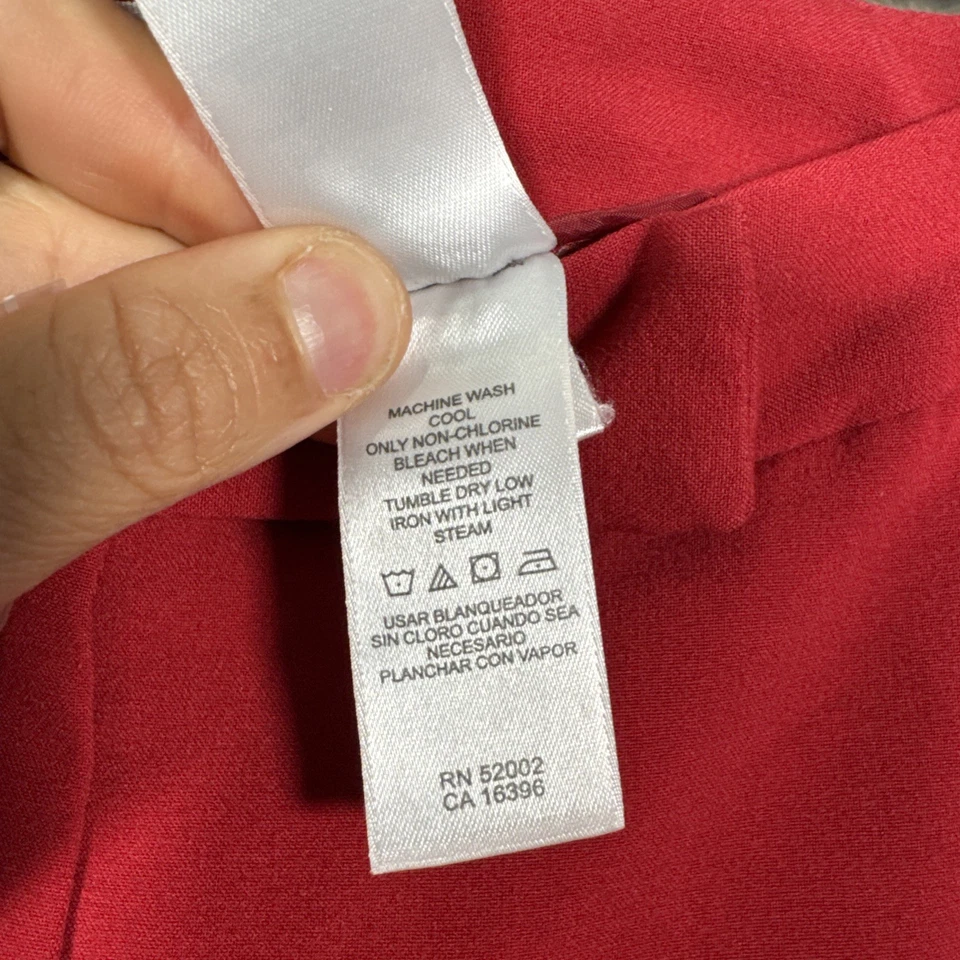 MACHINE WASH
COOL
ONLY NON-CHLORINE
BLEACH WHEN
NEEDED
TUMBLE DRY LOW
IRON WITH LIGHT
STEAM
USAR BLANQUEADOR
SIN CLORO CUANDO SEA
NECESARIO
PLANCHAR CON VAPOR
RN 52002
CA 16396